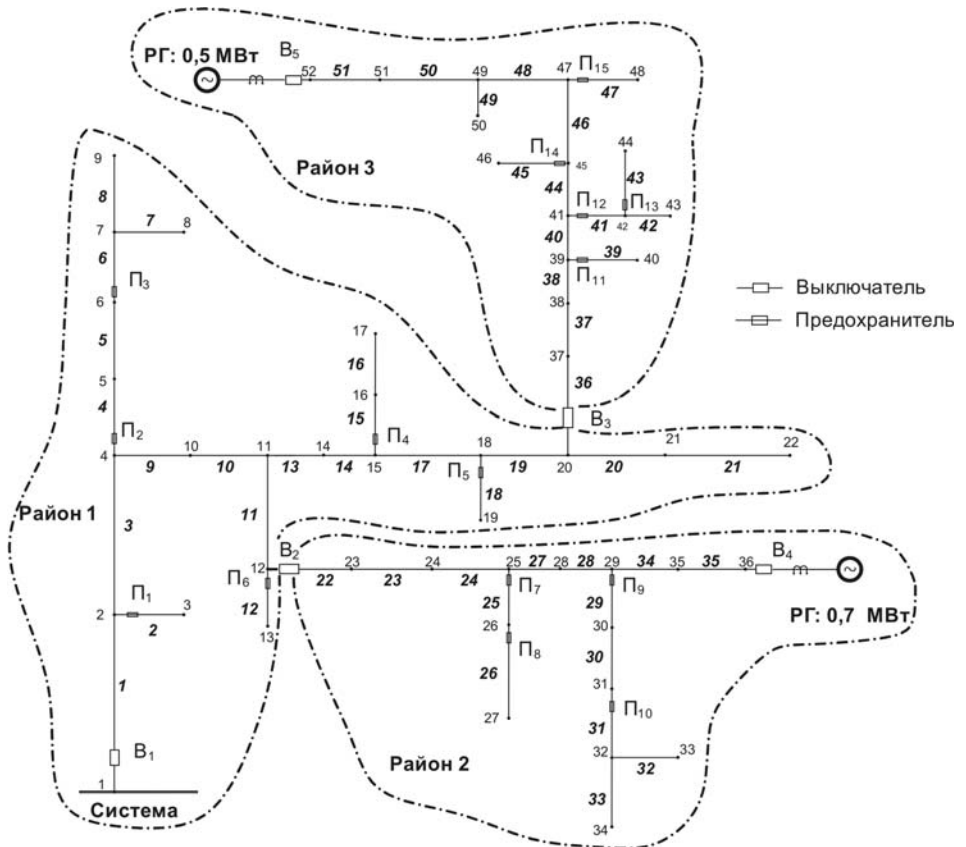 РГ: 0,5 МВт
В5
52 51 51 50 49 48 47 П15 48
47
49
50
46
44
П14
46 45
45
43
Район 3
44
П12 П13 43
41 41 42 42
40
39 39 40
38 П11
38
37
37
36
В3
Выключатель
Предохранитель
9
8
7
7 8
6
П3
6
5
5
4
П2
17
16
16
15
П4
4 10 11 14 15 18 20 21 22
9 10 13 14 17 19 20 21
П5
18
19
Район 1
3
11
В2
12 22 23 23 24 24 25 27 28 28 29 34 35 35 36 В4
П6
12
13
П1
2 3
2
П7
25
26
П8
26
27
П9
29
30
30
31
П10
31
32 33
32
33
34
РГ: 0,7 МВт
1
В1
1
Система
Район 2